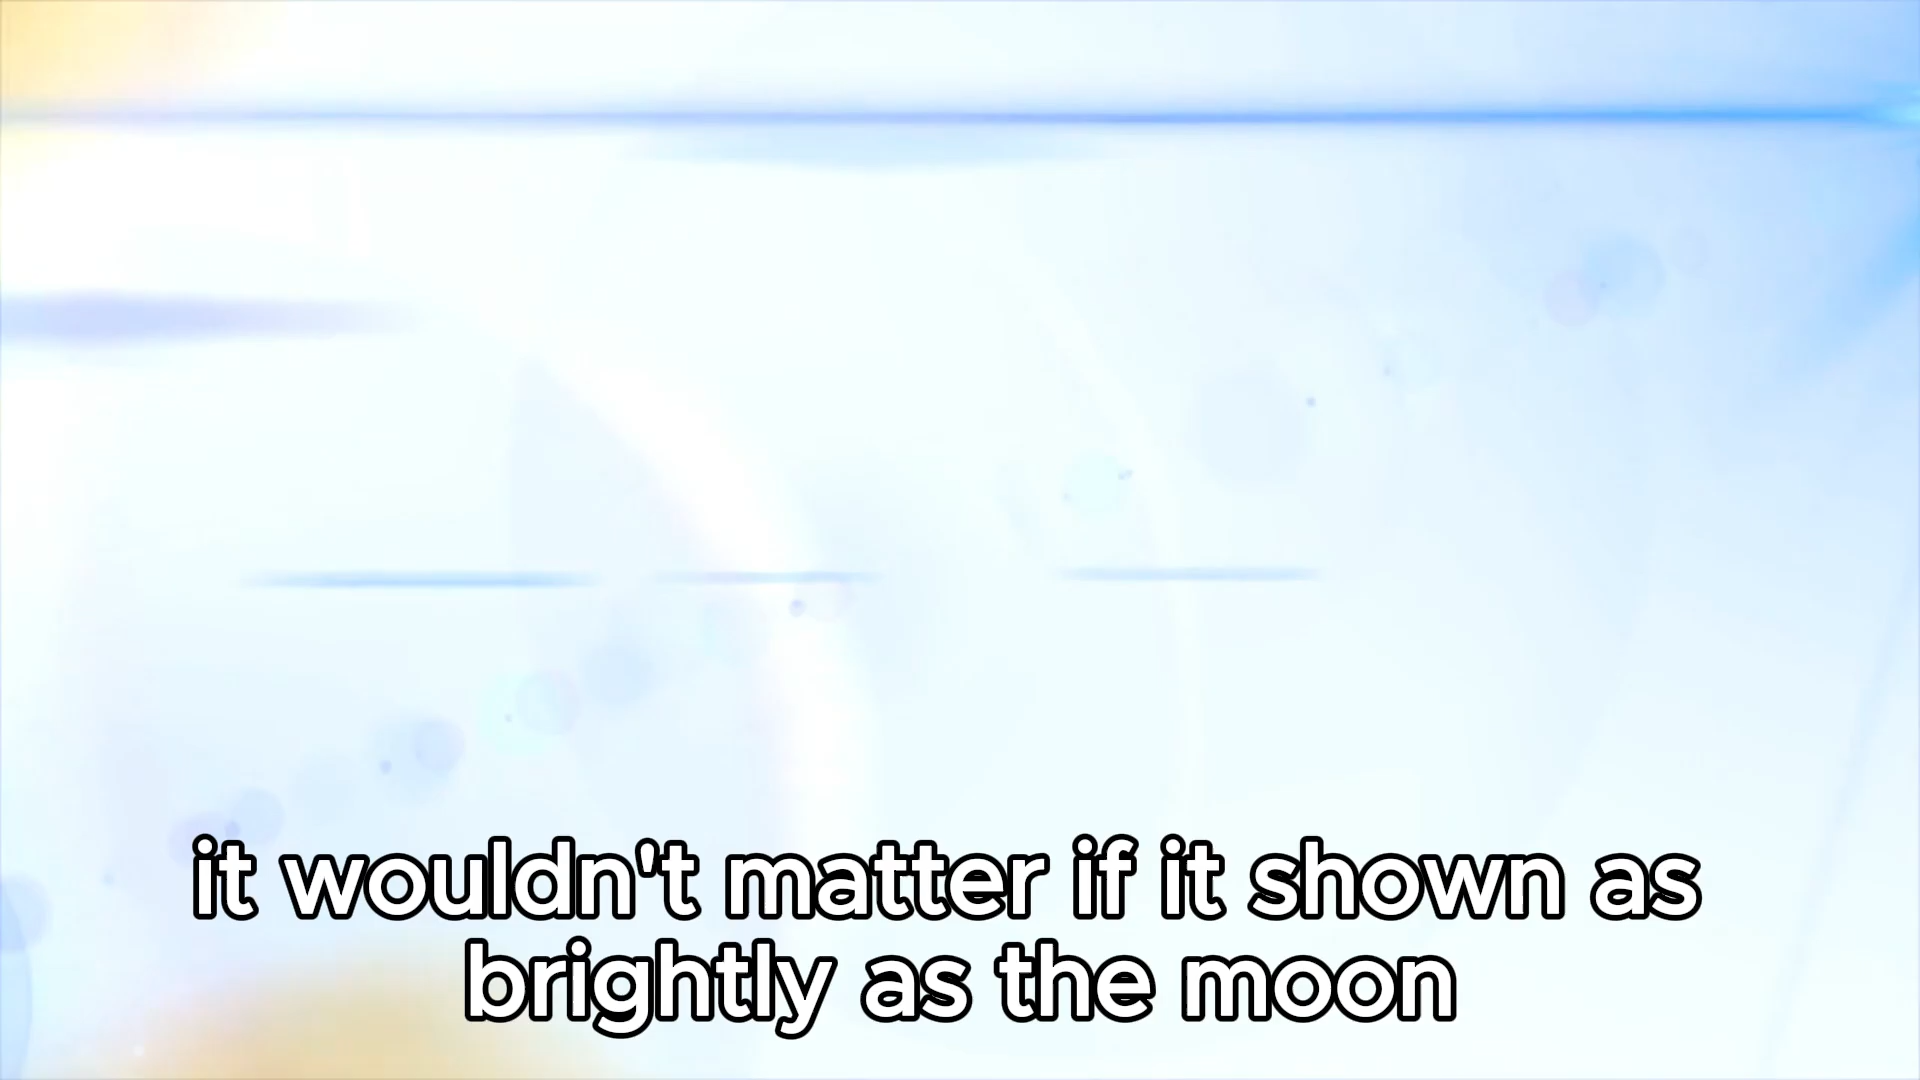 it wouldn't matter if it shown as
brightly as the moon